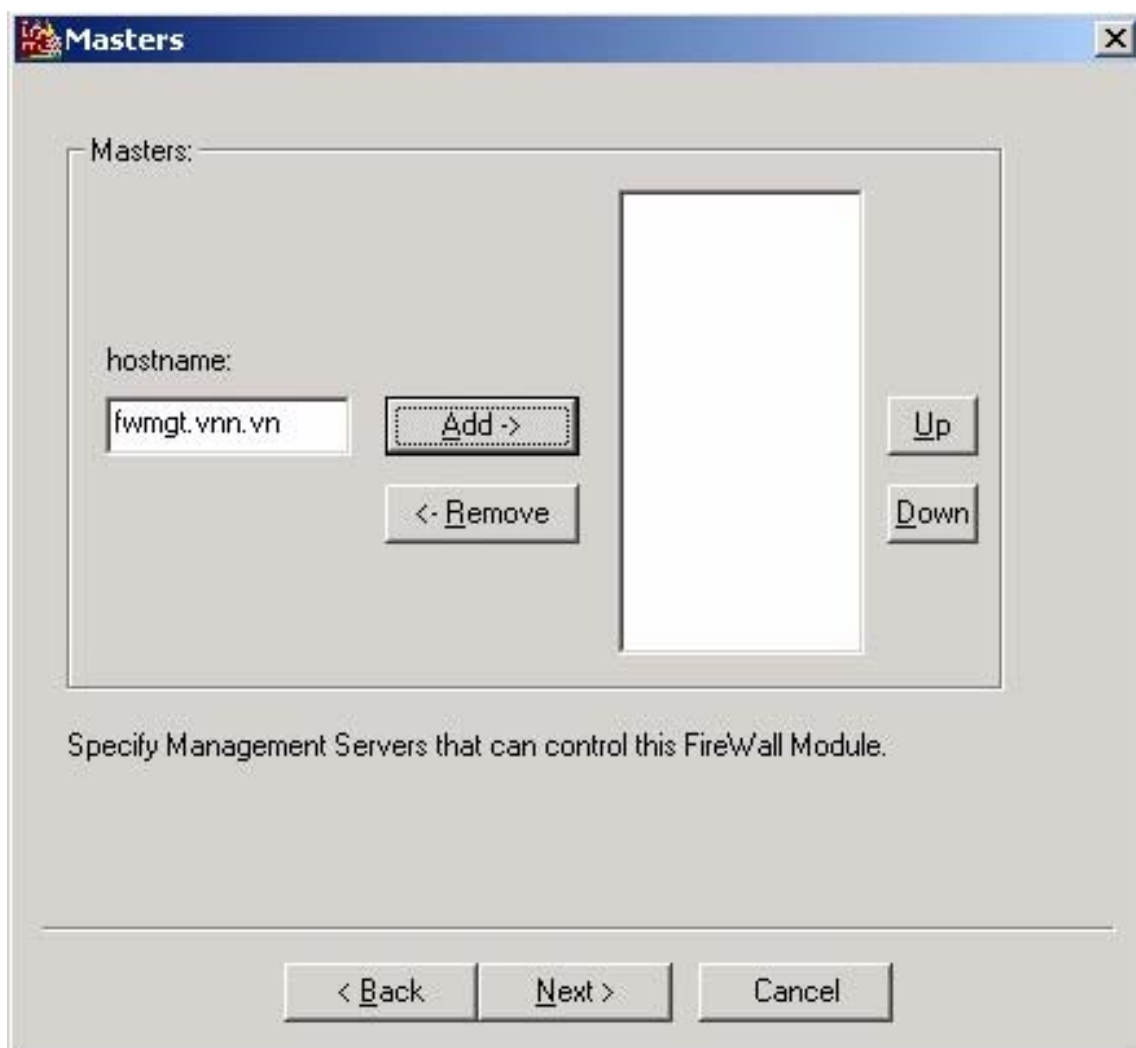 Masters
Masters:
hostname:
fwmgt.vnn.vn
Add ->
Up
<- Remove
Down
Specify Management Servers that can control this FireWall Module.
< Back
Next >
Cancel